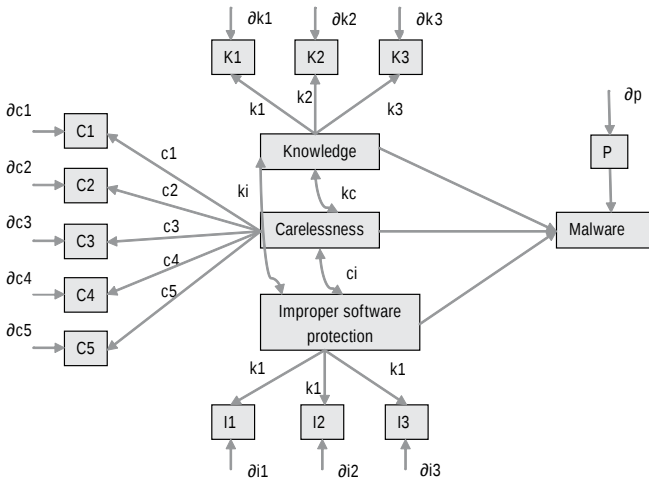 ∂k1 ∂k2 ∂k3
K1 K2 K3
k1 k2 k3
∂c1
C1
∂c2
C2
∂c3
C3
∂c4
C4
∂c5
C5
c1
c2
c3
c4
c5
Knowledge
ki
kc
Carelessness
ci
Improper software
protection
∂p
P
Malware
k1 k1 k1
I1 I2 I3
∂i1 ∂i2 ∂i3